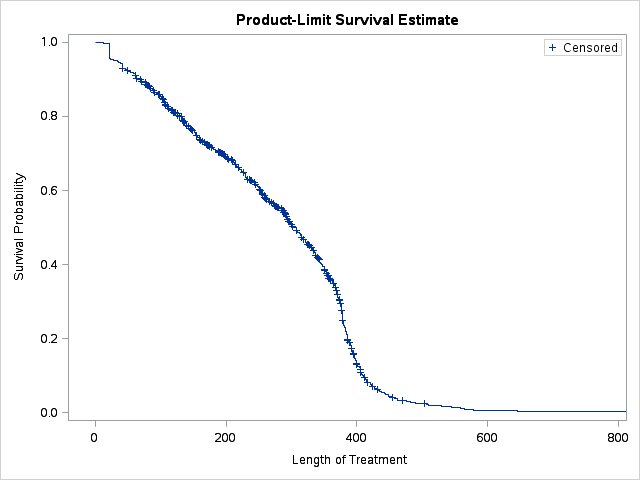 Product-Limit Survival Estimate
+ Censored
1.0
0.8
0.6
0.4
0.2
0.0
Survival Probability
0
200
400
600
800
Length of Treatment